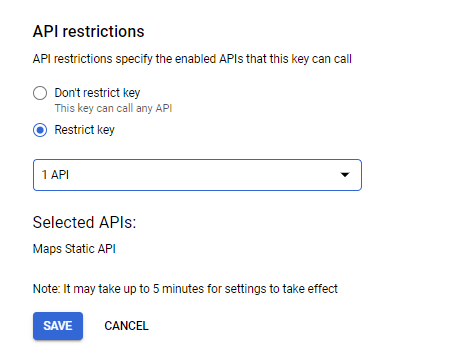 API restrictions
API restrictions specify the enabled APIs that this key can call
Don't restrict key
This key can call any API
Restrict key
1 API
Selected APIs:
Maps Static API
Note: It may take up to 5 minutes for settings to take effect
SAVE CANCEL